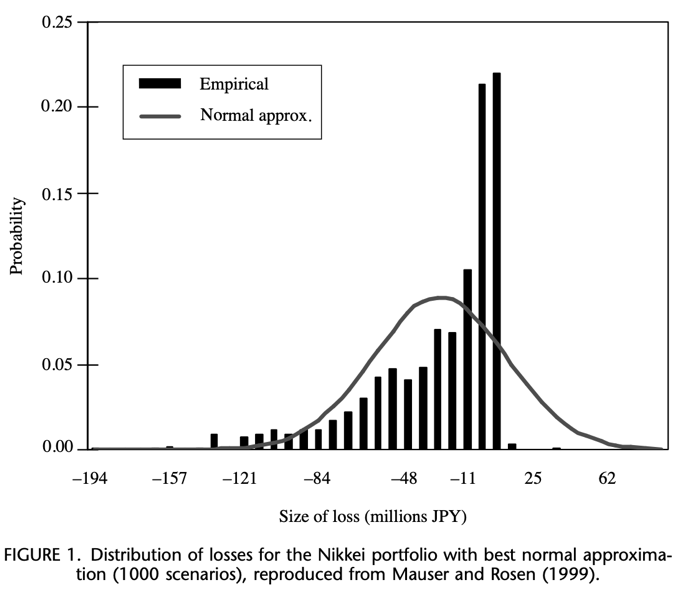 0.25
Empirical
Normal approx.
0.20
0.15
Probability
0.10
0.05
0.00
–194 –157 –121 –84 –48 –11 25 62
Size of loss (millions JPY)
FIGURE 1. Distribution of losses for the Nikkei portfolio with best normal approxima-
tion (1000 scenarios), reproduced from Mauser and Rosen (1999).